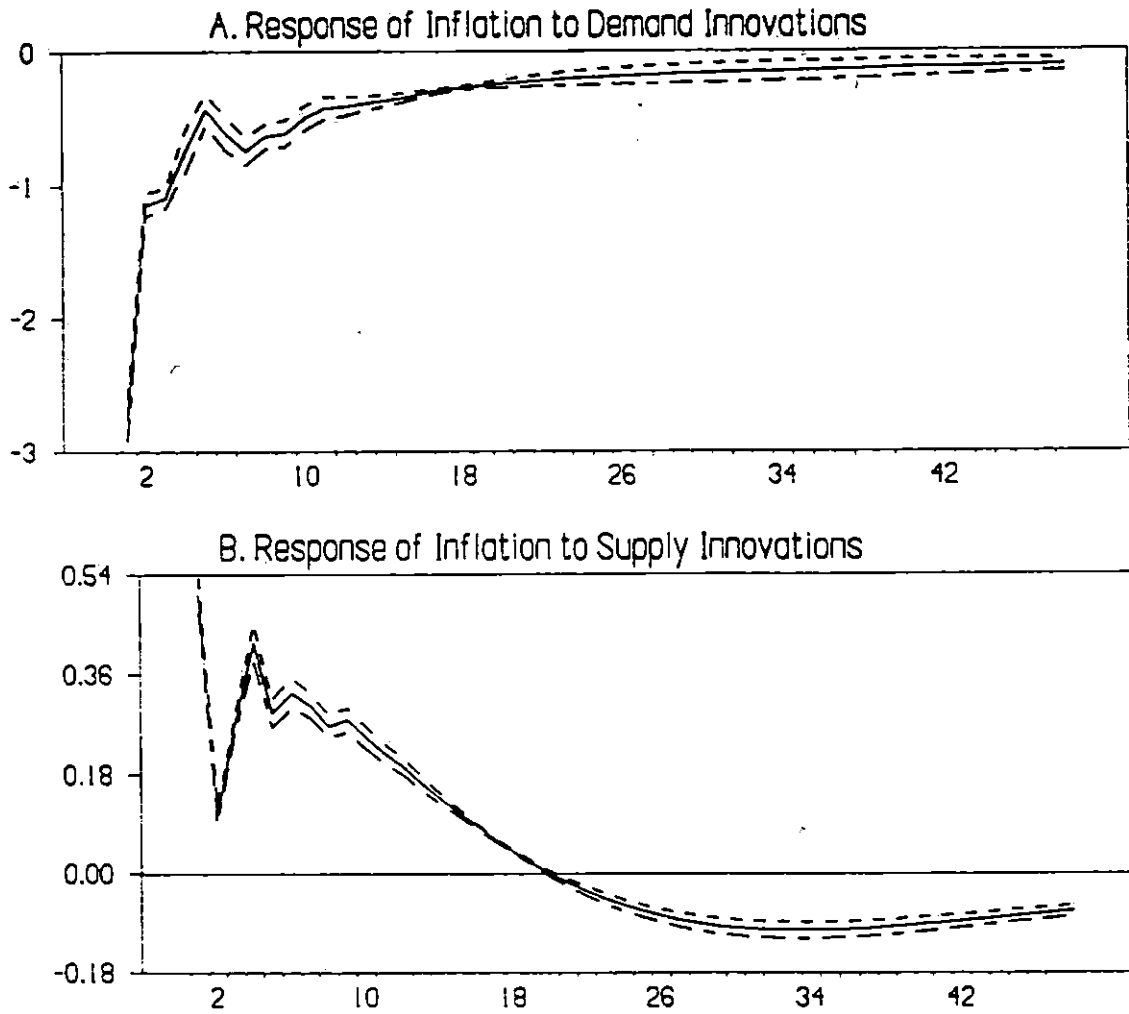 A. Response of Inflation to Demand Innovations
0
-1
-2
-3
2 10 18 26 34 42
B. Response of Inflation to Supply Innovations
0.54
0.36
0.18
0.00
-0.18
2 10 18 26 34 42